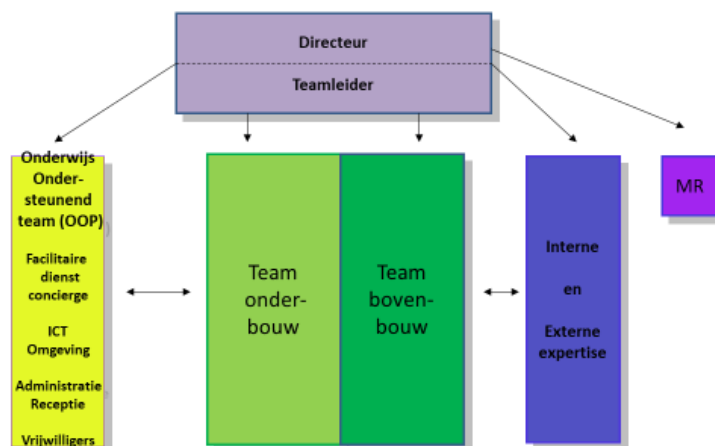 Directeur
Teamleider
Onderwijs
Onder-
steunend
team (OOP)
Facilitaire
dienst
concierge
ICT
Omgeving
Administratie
Receptie
Vrijwilligers
Team
onder-
bouw
Team
boven-
bouw
Interne
en
Externe
expertise
MR